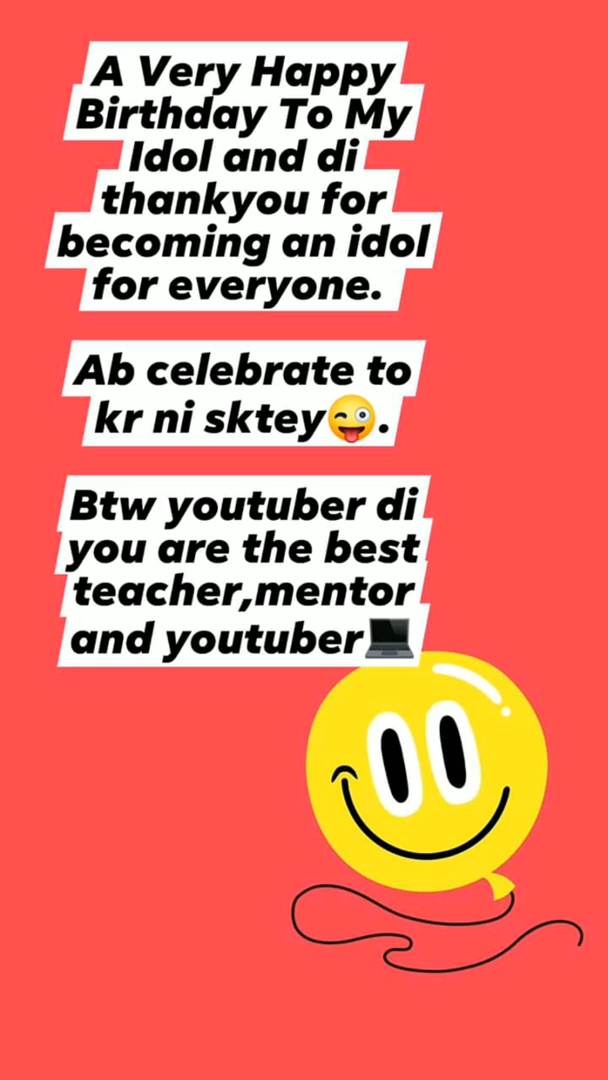 A Very Happy
Birthday To My
Idol and di
thankyou for
becoming an idol
for everyone.
Ab celebrate to
kr ni sktey😜.
Btw youtuber di
you are the best
teacher,mentor
and youtuber💻